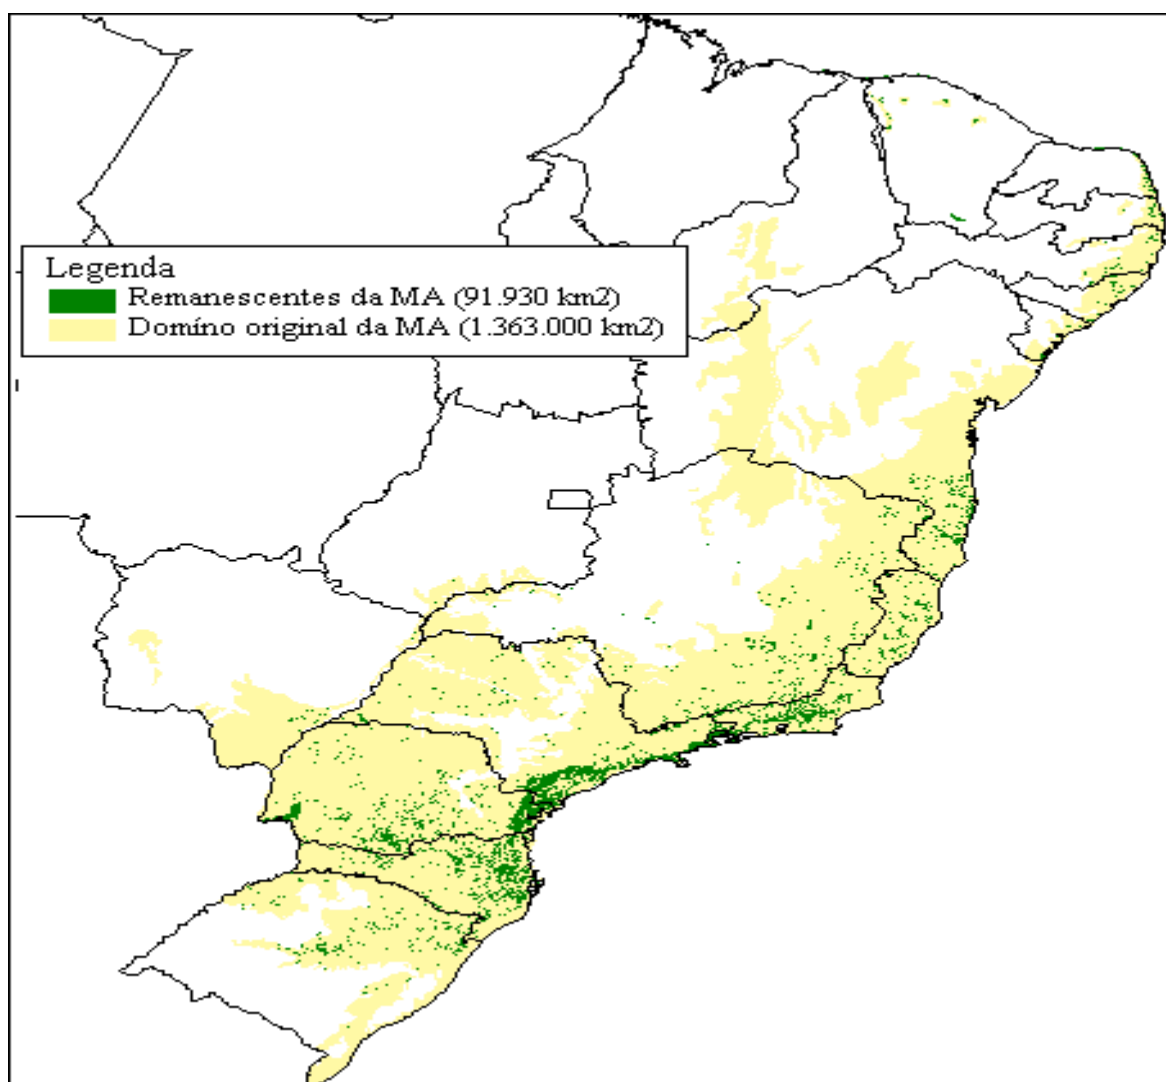 Legenda
Remanescentes da MA (91.930 km2)
Domíno original da MA (1.363.000 km2)